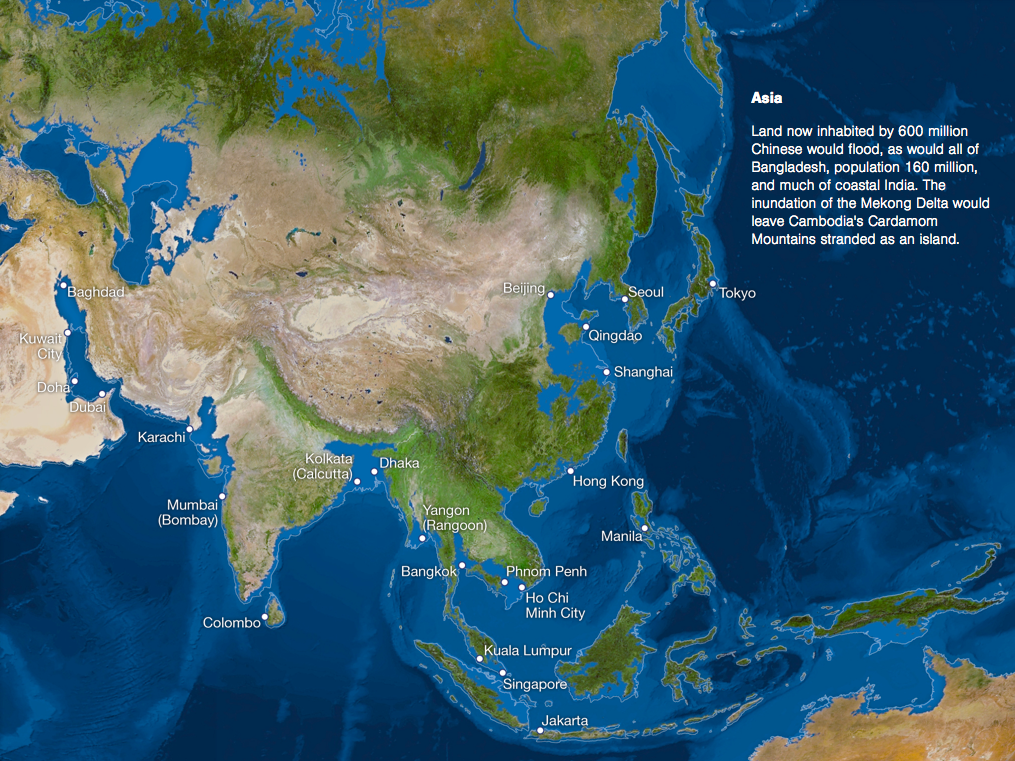 Asia
Land now inhabited by 600 million
Chinese would flood, as would all of
Bangladesh, population 160 million,
and much of coastal India. The
inundation of the Mekong Delta would
leave Cambodia's Cardamom
Mountains stranded as an island.
Baghdad
Beijing
Seoul
Tokyo
Kuwait
City
Qingdao
Shanghai
Doha
Dubai
Karachi
Kolkata
(Calcutta)
Dhaka
Hong Kong
Mumbai
(Bombay)
Yangon
(Rangoon)
Manila
Bangkok
Phnom Penh
Ho Chi
Minh City
Colombo
Kuala Lumpur
Singapore
Jakarta